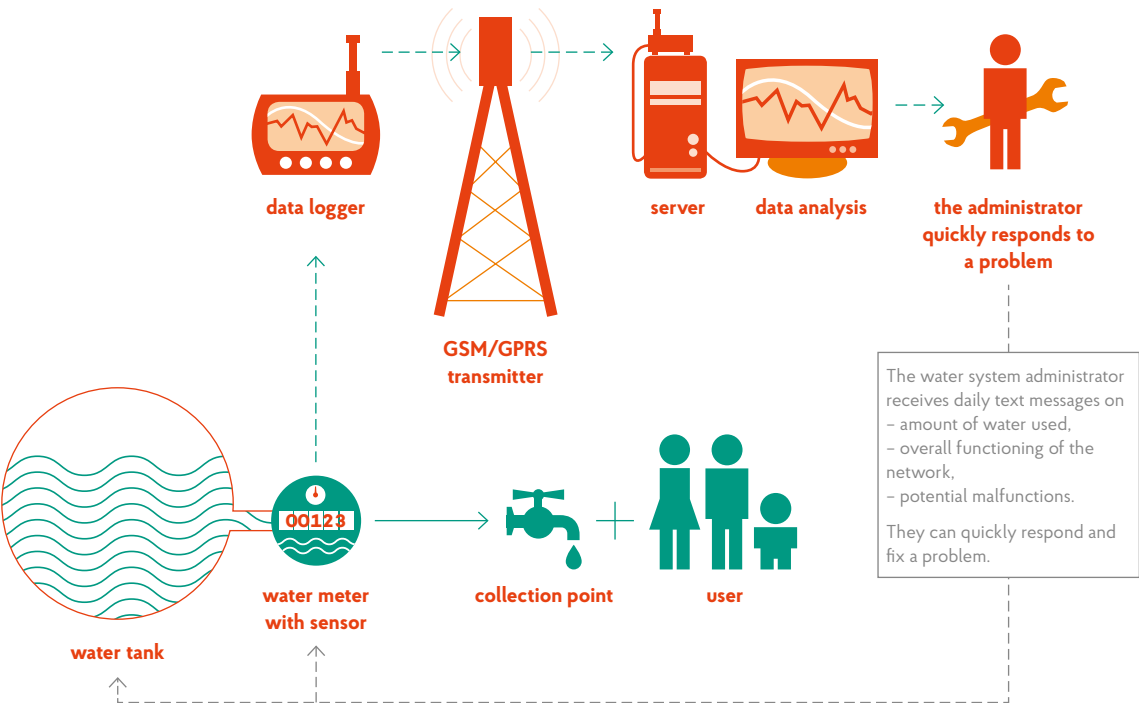 data logger
server
data analysis
the administrator
quickly responds to
a problem
GSM/GPRS
transmitter
The water system administrator
receives daily text messages on
– amount of water used,
– overall functioning of the
network,
– potential malfunctions.
They can quickly respond and
fix a problem.
00123
water meter
with sensor
collection point
user
water tank